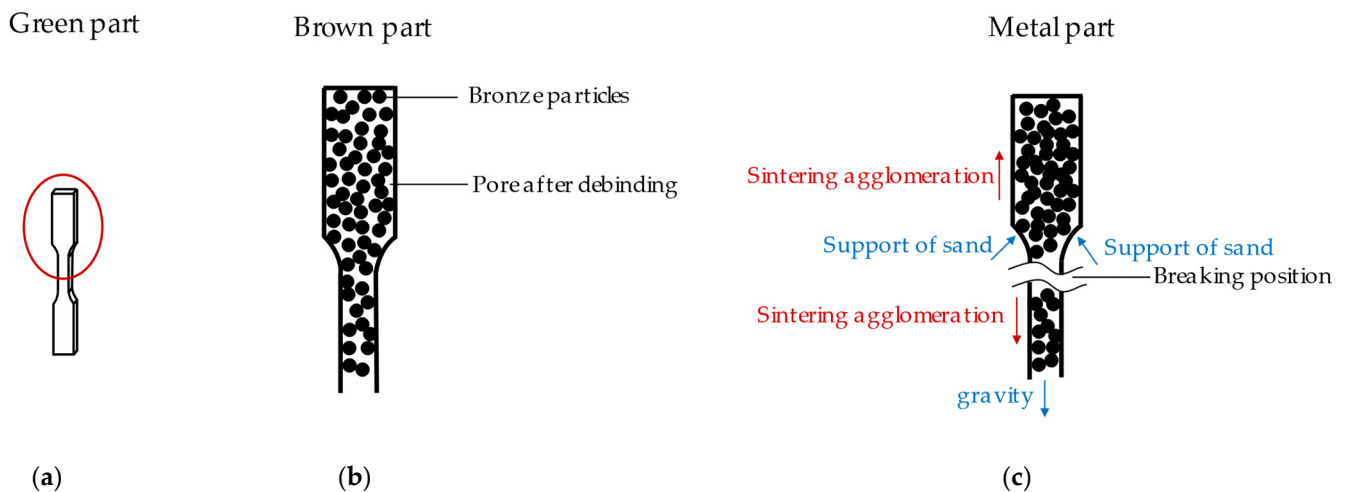 Green part
Brown part
Metal part
Bronze particles
Pore after debinding
Sintering agglomeration
Support of sand
Support of sand
Breaking position
Sintering agglomeration
gravity
(a)
(b)
(c)